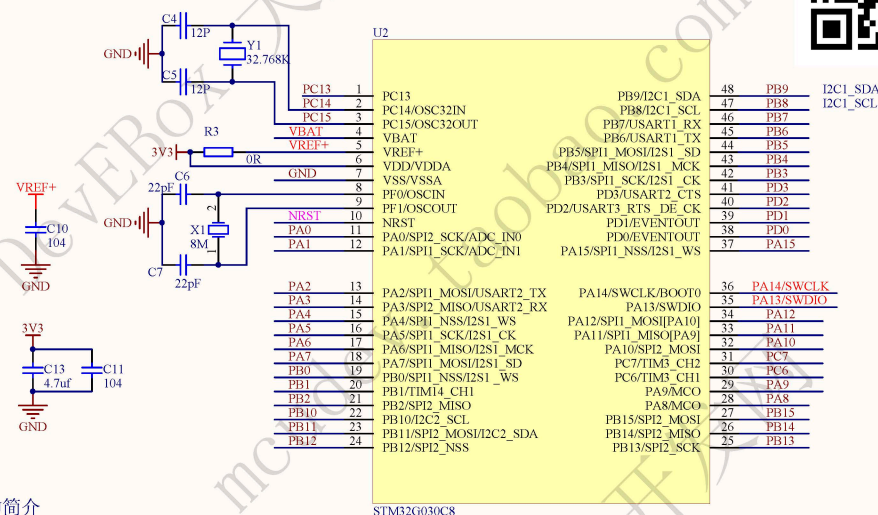 U2
C4
12P
Y1
32.768K
GND
C5
12P
PC13 1 PC13 PB9/I2C1_SDA 48 PB9 I2C1_SDA
PC14 2 PC14/OSC32IN PB8/I2C1_SCL 47 PB8 I2C1_SCL
PC15 3 PC15/OSC32OUT PB7/USART1_RX 46 PB7
VBAT 4 VBAT PB6/USART1_TX 45 PB6
R3
0R
3V3
VREF+ 5 VREF+ PB5/SPI1_MOSI/I2S1_SD 44 PB5
6 VDD/VDDA PB4/SPI1_MISO/I2S1_MCK 43 PB4
GND 7 VSS/VSSA PB3/SPI1_SCK/I2S1_CK 42 PB3
8 PF0/OSCIN PD3/USART2_CTS 41 PD3
9 PF1/OSCOUT PD2/USART3_RTS_DE_CK 40 PD2
NRST 10 NRST PD1/EVENTOUT 39 PD1
PA0 11 PA0/SPI2_SCK/ADC_IN0 PD0/EVENTOUT 38 PD0
PA1 12 PA1/SPI1_SCK/ADC_IN1 PA15/SPI1_NSS/I2S1_WS 37 PA15
C6
22pF
GND
2
X1
8M
1
C7
22pF
VREF+
C10
104
GND
PA2 13 PA2/SPI1_MOSI/USART2_TX PA14/SWCLK/BOOT0 36 PA14/SWCLK
PA3 14 PA3/SPI2_MISO/USART2_RX PA13/SWDIO 35 PA13/SWDIO
PA4 15 PA4/SPI1_NSS/I2S1_WS PA12/SPI1_MOSI[PA10] 34 PA12
PA5 16 PA5/SPI1_SCK/I2S1_CK PA11/SPI1_MISO[PA9] 33 PA11
PA6 17 PA6/SPI1_MISO/I2S1_MCK PA10/SPI2_MOSI 32 PA10
PA7 18 PA7/SPI1_MOSI/I2S1_SD PC7/TIM3_CH2 31 PC7
PB0 19 PB0/SPI1_NSS/I2S1_WS PC6/TIM3_CH1 30 PC6
PB1 20 PB1/TIM14_CH1 PA9/MCO 29 PA9
PB2 21 PB2/SPI2_MISO PA8/MCO 28 PA8
PB10 22 PB10/I2C2_SCL PB15/SPI2_MOSI 27 PB15
PB11 23 PB11/SPI2_MOSI/I2C2_SDA PB14/SPI2_MISO 26 PB14
PB12 24 PB12/SPI2_NSS PB13/SPI2_SCK 25 PB13
3V3
C13
4.7uf
C11
104
GND
STM32G030C8
简介
DevEBox
mcudev.taobao.com
开发网